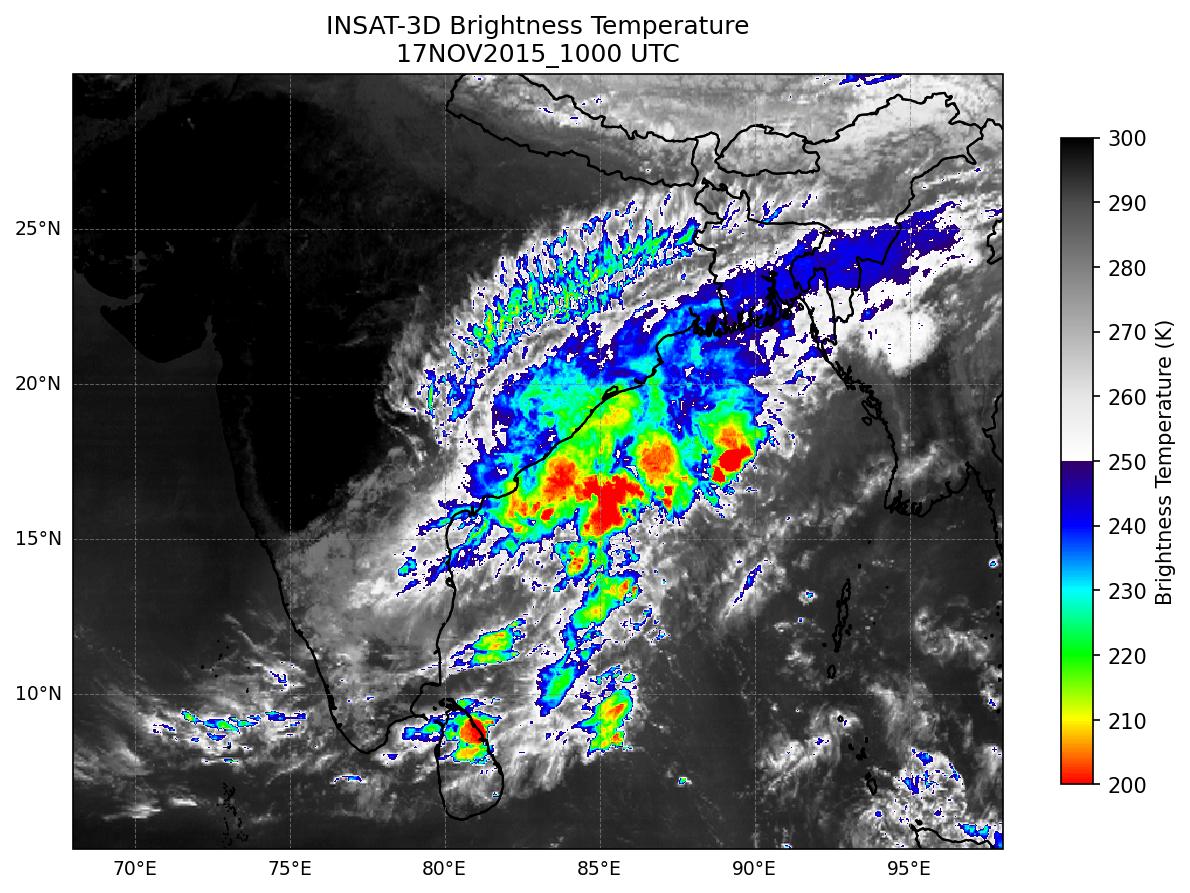 INSAT-3D Brightness Temperature
17NOV2015_1000 UTC
25°N
20°N
15°N
10°N
70°E
75°E
80°E
85°E
90°E
95°E
300
290
280
270
260
250
240
230
220
210
200
Brightness Temperature (K)